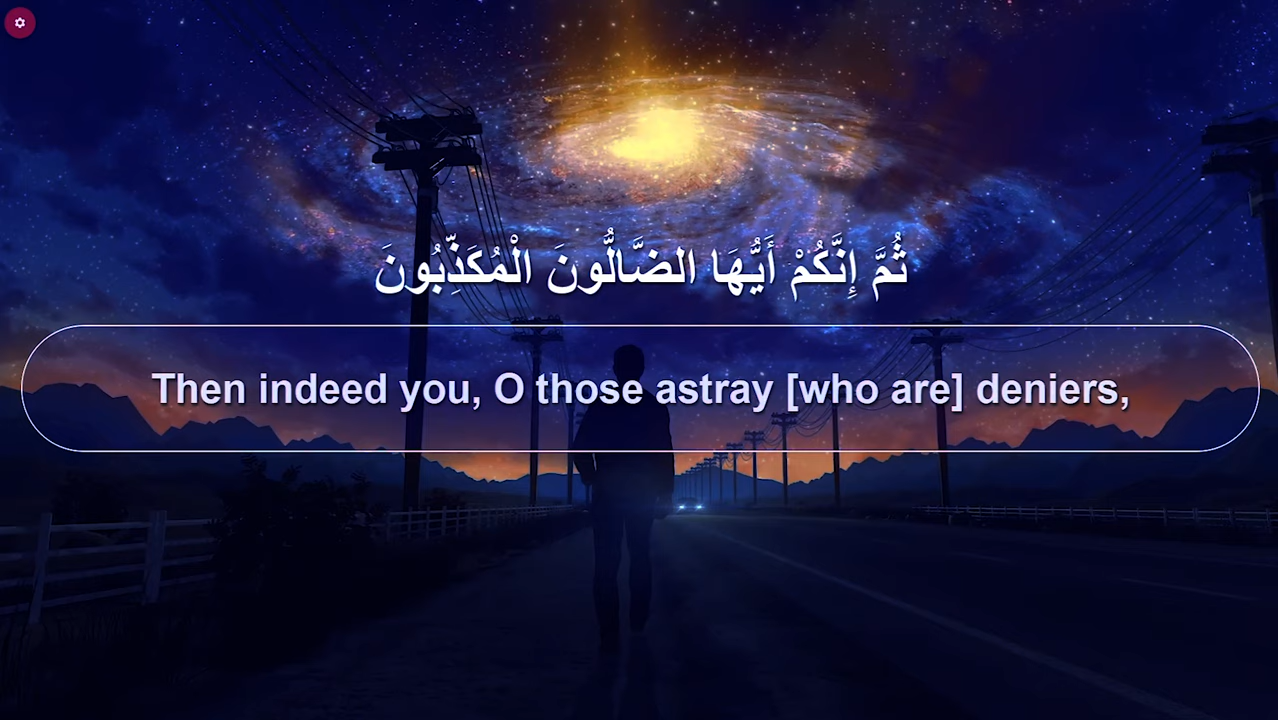 ثُمَّ إِنَّكُمْ أَيُّهَا الضَّالُّونَ الْمُكَذِّبُونَ
Then indeed you, O those astray [who are] deniers,